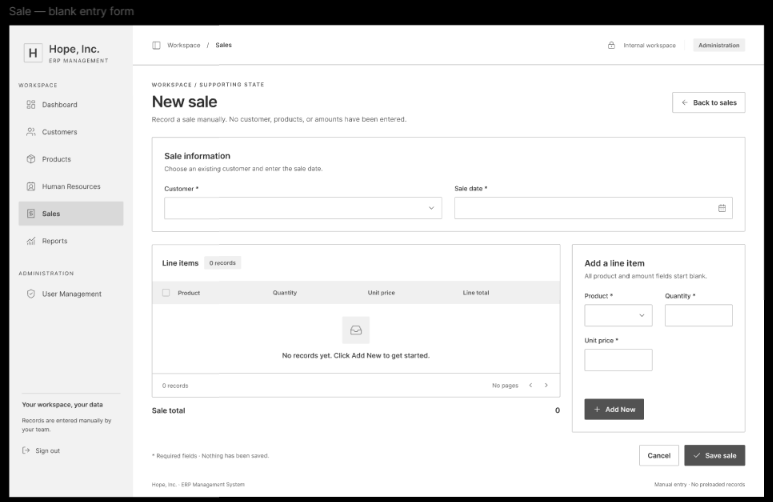 Sale — blank entry form
H
Hope, Inc.
ERP MANAGEMENT
WORKSPACE
Dashboard
Customers
Products
Human Resources
Sales
Reports
ADMINISTRATION
User Management
Your workspace, your data
Records are entered manually by
your team.
Sign out
Workspace / Sales
Internal workspace
Administration
WORKSPACE / SUPPORTING STATE
New sale
Record a sale manually. No customer, products, or amounts have been entered.
← Back to sales
Sale information
Choose an existing customer and enter the sale date.
Customer *
Sale date *
Line items 0 records
Product Quantity Unit price Line total
No records yet. Click Add New to get started.
0 records No pages < >
Sale total 0
Add a line item
All product and amount fields start blank.
Product * Quantity *
Unit price *
+ Add New
* Required fields · Nothing has been saved.
Cancel
Save sale
Hope, Inc. · ERP Management System
Manual entry · No preloaded records